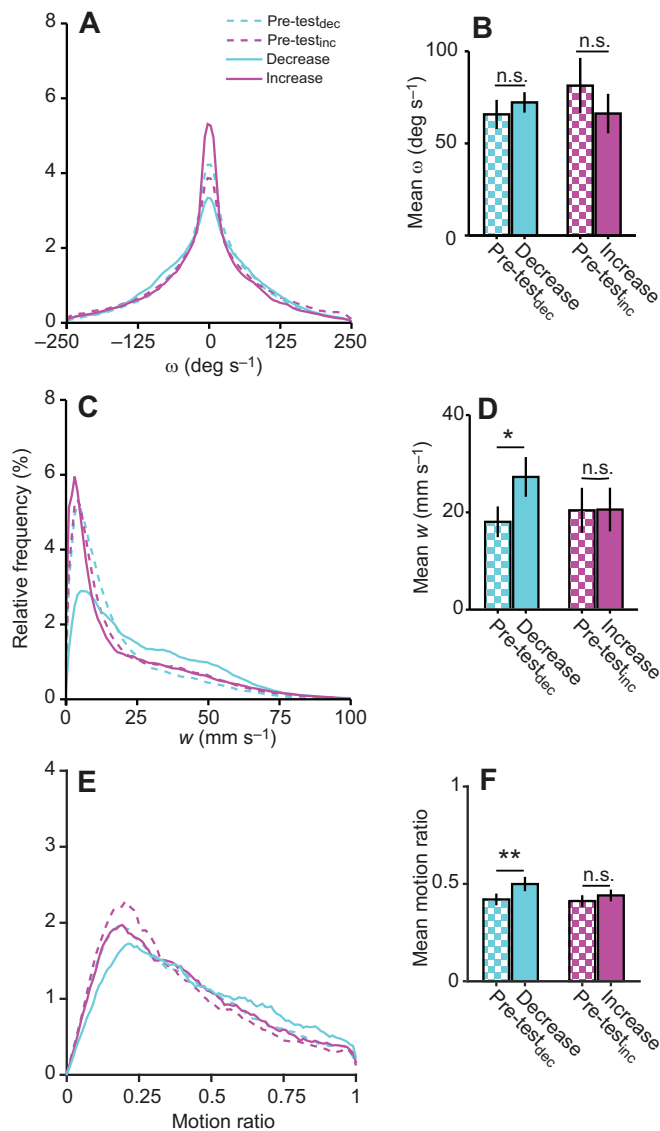 A
Pre-test_dec
Pre-test_inc
Decrease
Increase
8
6
4
2
0
–250
–125
0
125
250
ω (deg s⁻¹)
B
100
50
0
Mean ω (deg s⁻¹)
n.s.
n.s.
Pre-test_dec
Decrease
Pre-test_inc
Increase
C
8
6
4
2
0
Relative frequency (%)
0
25
50
75
100
w (mm s⁻¹)
D
40
20
0
Mean w (mm s⁻¹)
*
n.s.
Pre-test_dec
Decrease
Pre-test_inc
Increase
E
4
3
2
1
0
0
0.25
0.50
0.75
1
Motion ratio
F
1
0.5
0
Mean motion ratio
**
n.s.
Pre-test_dec
Decrease
Pre-test_inc
Increase